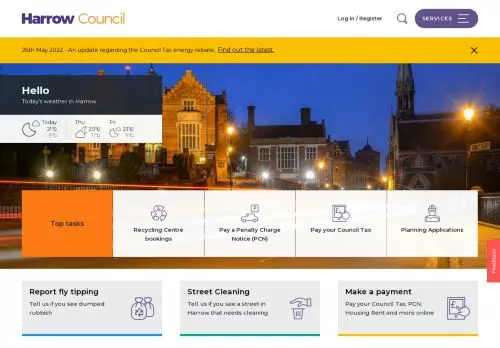 Harrow Council
Log in / Register
SERVICES
26th May 2022 - An update regarding the Council Tax energy rebate. Find out the latest.
Hello
Today's weather in Harrow
Today
21°c
Thu
20°c
11°c
Fri
23°c
Top tasks
Recycling Centre
bookings
Pay a Penalty Charge
Notice (PCN)
Pay your Council Tax
Planning Applications
Feedback
Report fly tipping
Tell us if you see dumped
rubbish
Street Cleaning
Tell us if you see a street in
Harrow that needs cleaning
Make a payment
Pay your Council Tax, PCN,
Housing Rent and more online